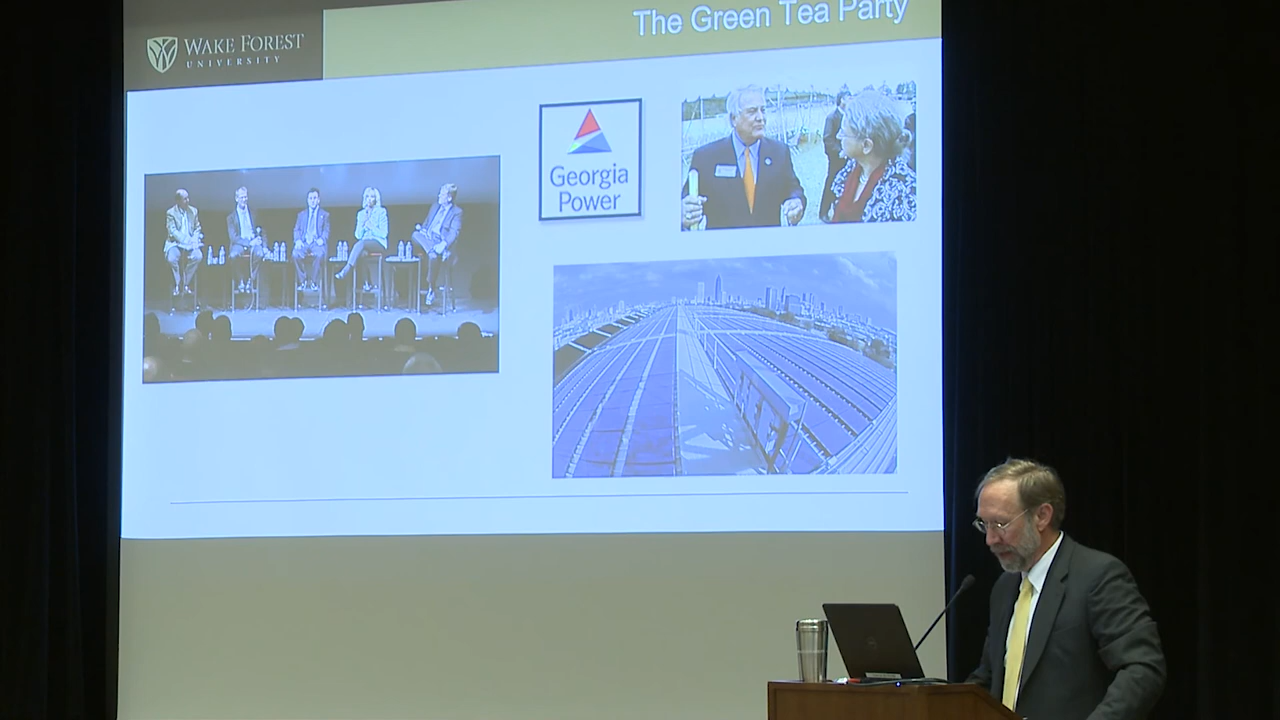 The Green Tea Party
WAKE FOREST
UNIVERSITY
Georgia
Power